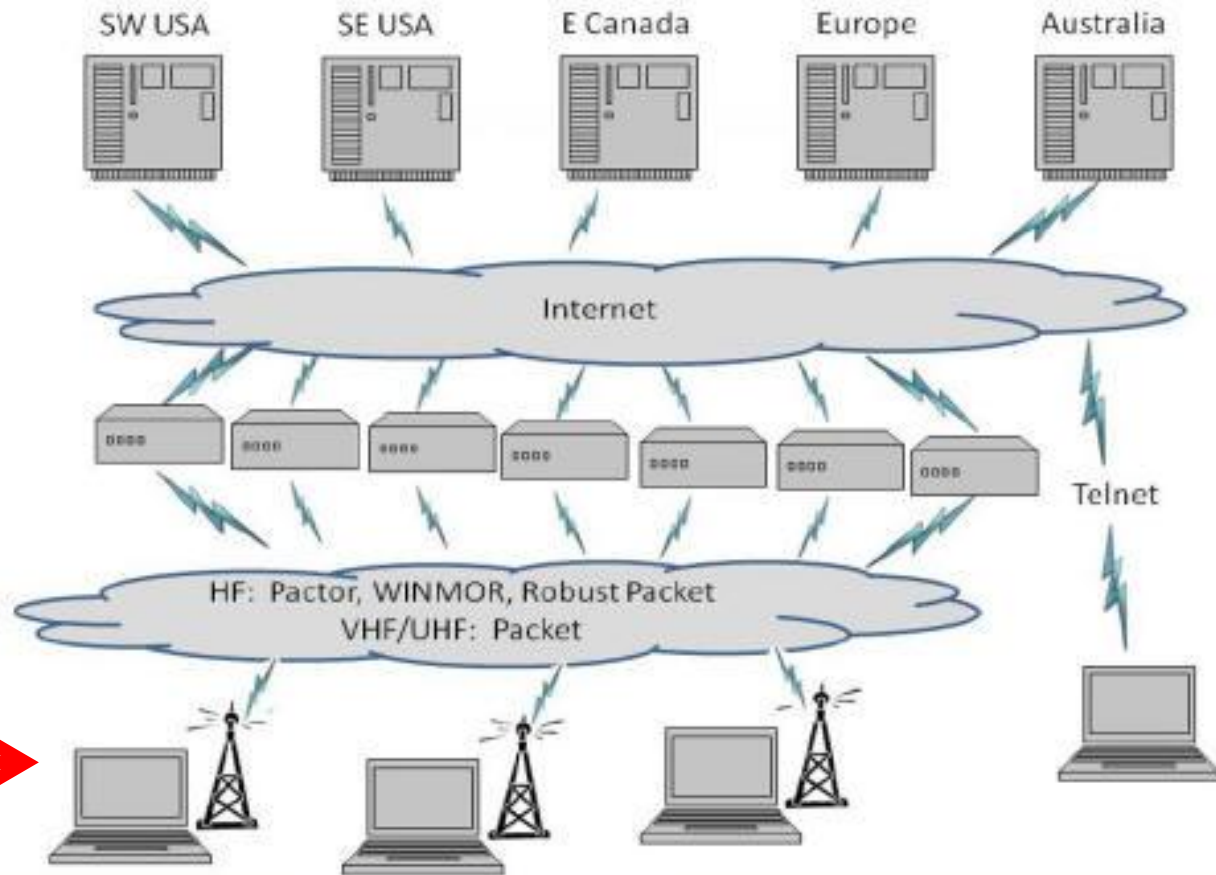 SW USA
SE USA
E Canada
Europe
Australia
Internet
Telnet
HF: Pactor, WINMOR, Robust Packet
VHF/UHF: Packet